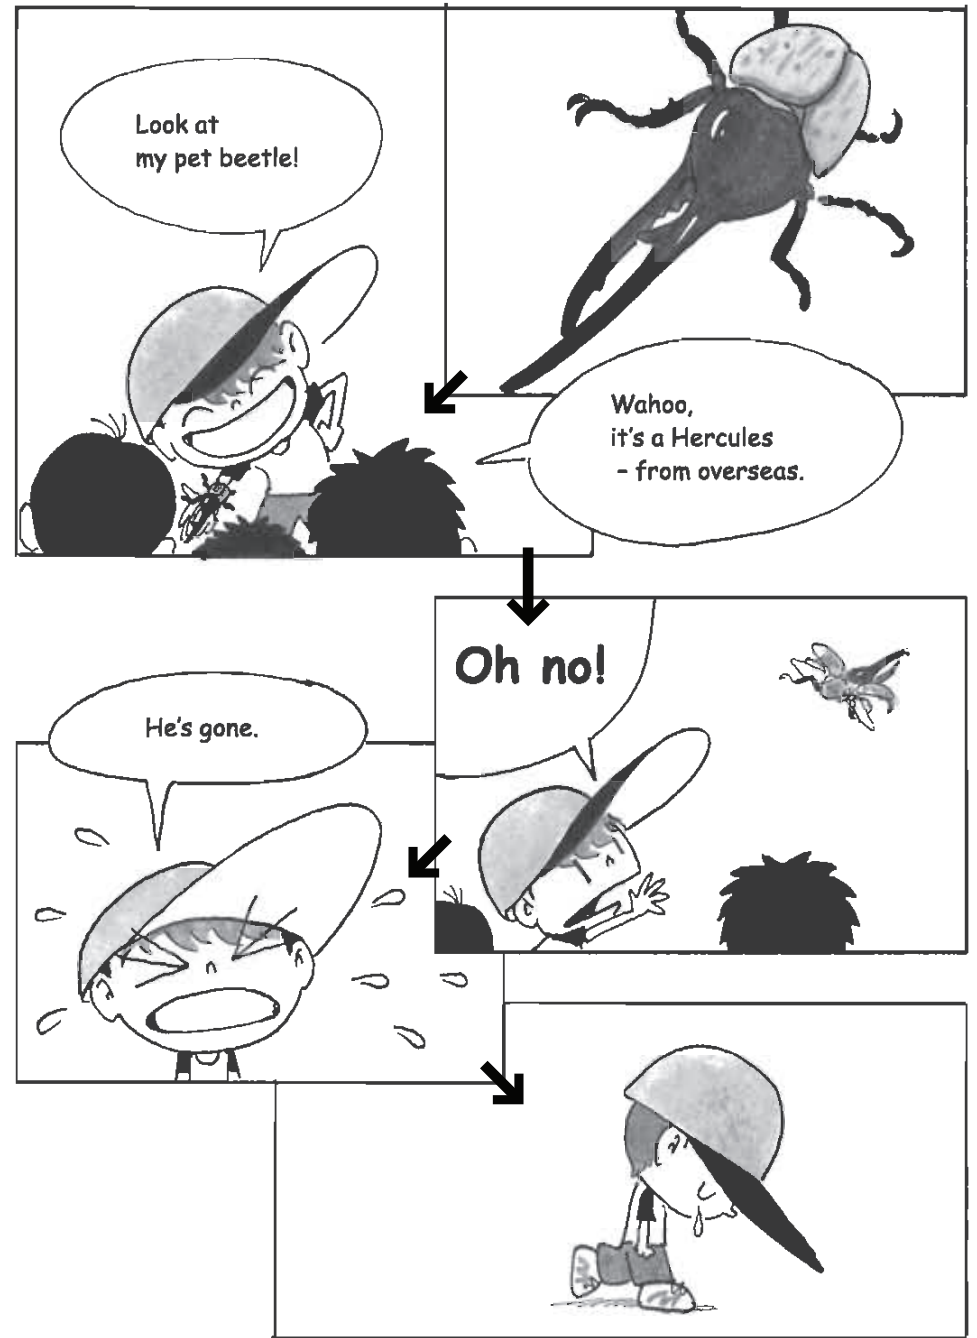 Look at
my pet beetle!
Wahoo,
it's a Hercules
– from overseas.
Oh no!
He's gone.